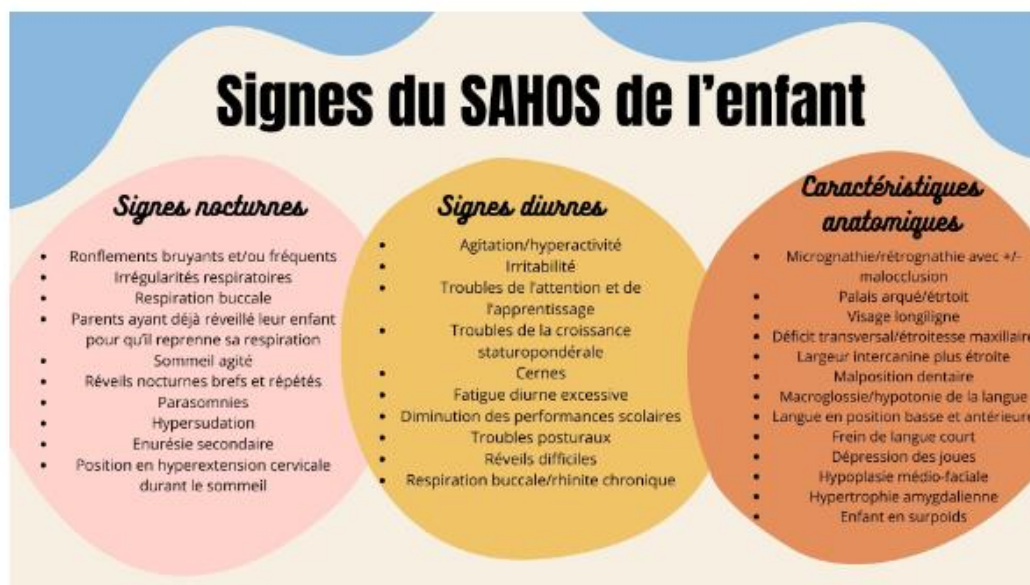 Signes du SAHOS de l'enfant
Signes nocturnes
• Ronflements bruyants et/ou fréquents
• Irrégularités respiratoires
• Respiration buccale
• Parents ayant déjà réveillé leur enfant
pour qu'il reprenne sa respiration
• Sommeil agité
• Réveils nocturnes brefs et répétés
• Parasomnies
• Hypersudation
• Enurésie secondaire
• Position en hyperextension cervicale
durant le sommeil
Signes diurnes
• Agitation/hyperactivité
• Irritabilité
• Troubles de l'attention et de
l'apprentissage
• Troubles de la croissance
staturopondérale
• Cernes
• Fatigue diurne excessive
• Diminution des performances scolaires
• Troubles posturaux
• Réveils difficiles
• Respiration buccale/rhinite chronique
Caractéristiques
anatomiques
• Micrognathie/rétrognathie avec +/-
malocclusion
• Palais arqué/étrtoit
• Visage longiligne
• Déficit transversal/étroitesse maxillaire
• Largeur intercanine plus étroite
• Malposition dentaire
• Macroglossie/hypotonie de la langue
• Langue en position basse et antérieure
• Frein de langue court
• Dépression des joues
• Hypoplasie médio-faciale
• Hypertrophie amygdalienne
• Enfant en surpoids